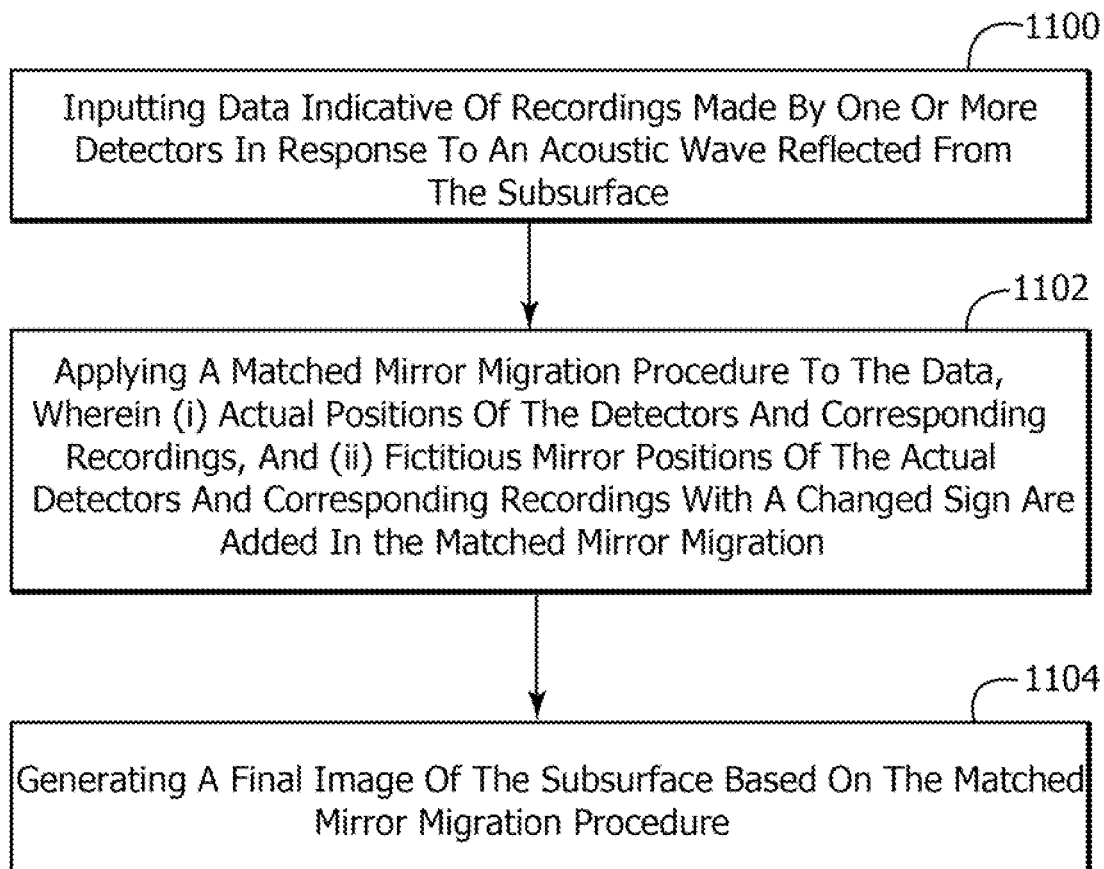 1100
Inputting Data Indicative Of Recordings Made By One Or More
Detectors In Response To An Acoustic Wave Reflected From
The Subsurface
1102
Applying A Matched Mirror Migration Procedure To The Data,
Wherein (i) Actual Positions Of The Detectors And Corresponding
Recordings, And (ii) Fictitious Mirror Positions Of The Actual
Detectors And Corresponding Recordings With A Changed Sign Are
Added In the Matched Mirror Migration
1104
Generating A Final Image Of The Subsurface Based On The Matched
Mirror Migration Procedure